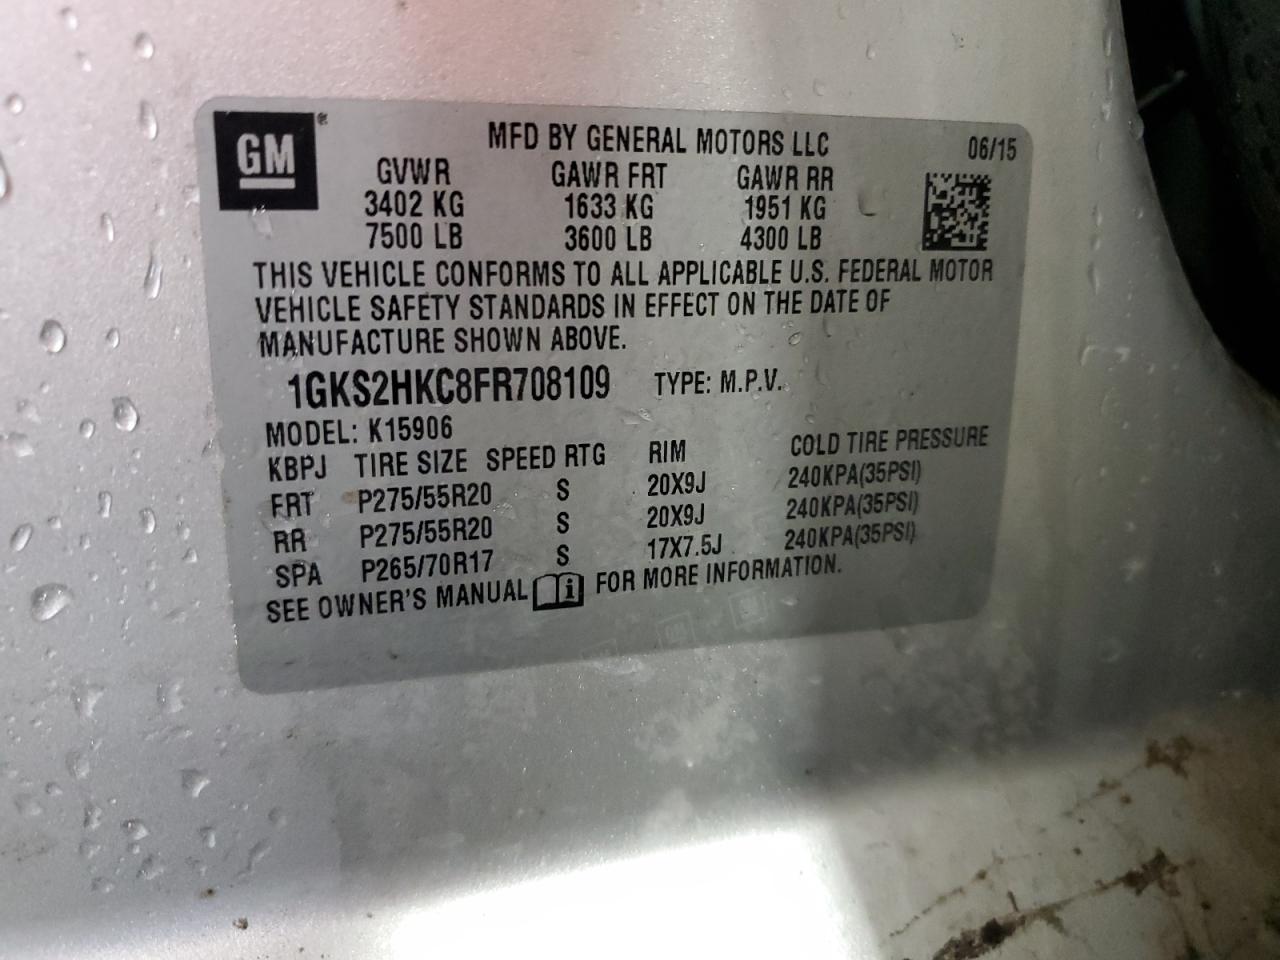 GM®
MFD BY GENERAL MOTORS LLC 06/15
GVWR GAWR FRT GAWR RR
3402 KG 1633 KG 1951 KG
7500 LB 3600 LB 4300 LB
THIS VEHICLE CONFORMS TO ALL APPLICABLE U.S. FEDERAL MOTOR
VEHICLE SAFETY STANDARDS IN EFFECT ON THE DATE OF
MANUFACTURE SHOWN ABOVE.
1GKS2HKC8FR708109 TYPE: M.P.V.
MODEL: K15906
KBPJ TIRE SIZE SPEED RTG RIM COLD TIRE PRESSURE
FRT P275/55R20 S 20X9J 240KPA(35PSI)
RR P275/55R20 S 20X9J 240KPA(35PSI)
SPA P265/70R17 S 17X7.5J 240KPA(35PSI)
SEE OWNER'S MANUAL i FOR MORE INFORMATION.